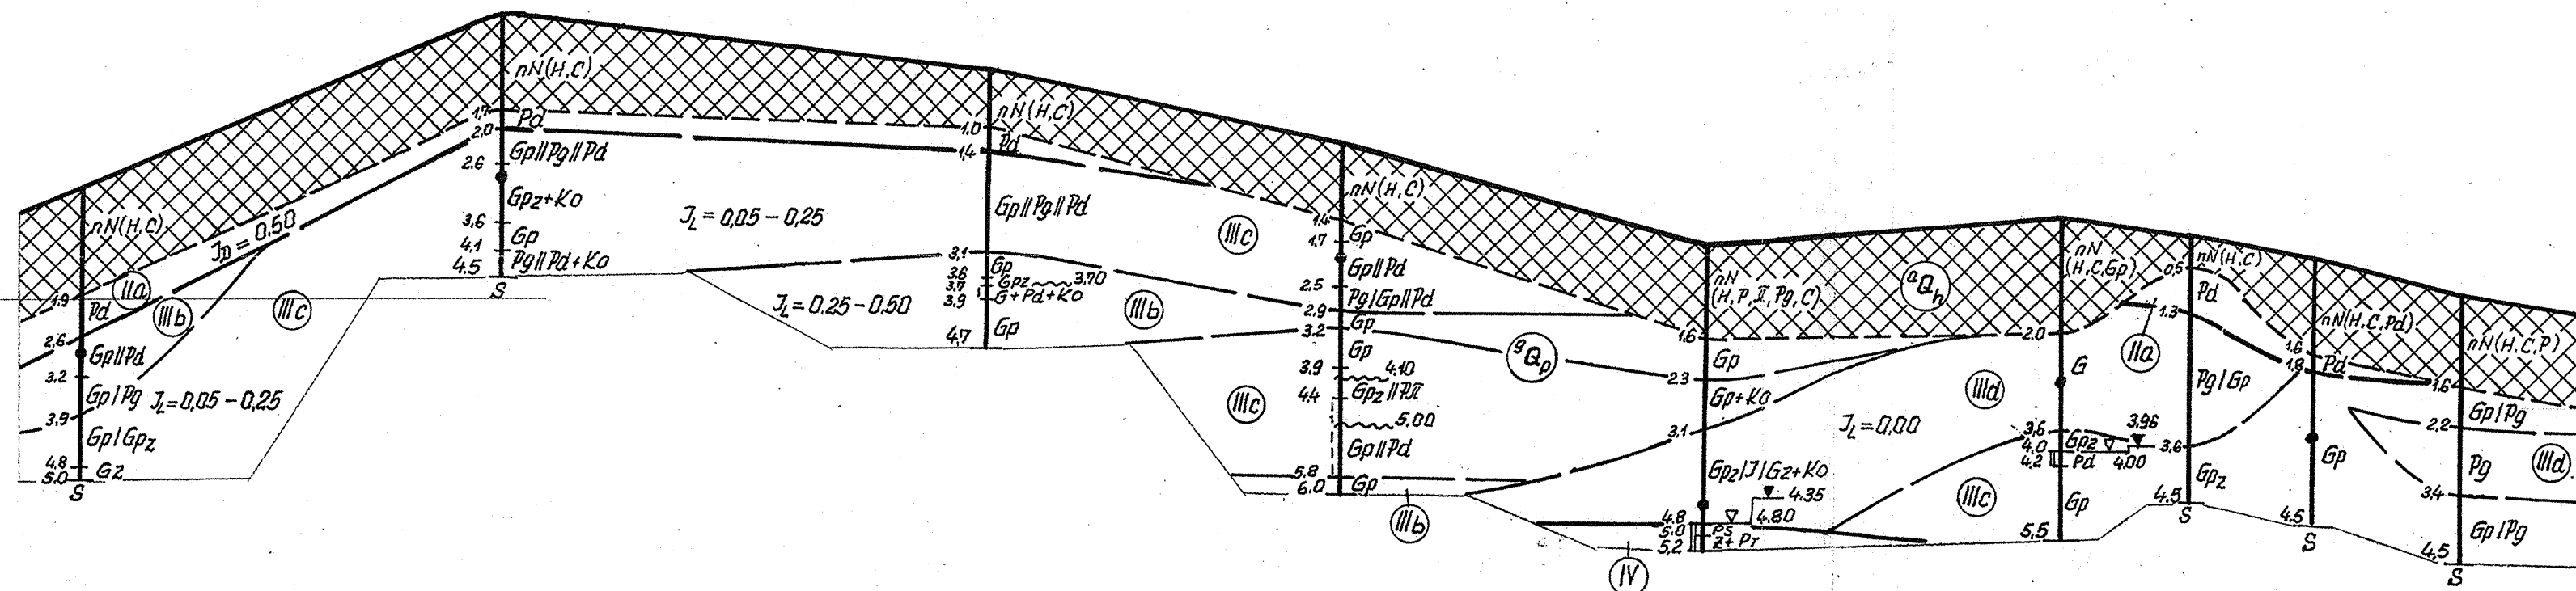 nN(H,C)
1,9
Pd
2,6
Gp||Pd
3,2
Gp|Pg
3,9
Gp|Gpz
4,8
Gz
5,0
S
J_D = 0,50
IIa
IIIb
IIIc
J_L = 0,05 - 0,25
nN(H,C)
1,7
Pd
2,0
Gp||Pg||Pd
2,6
Gpz+Ko
3,6
Gp
4,1
Pg||Pd+Ko
4,5
S
J_L = 0,05 - 0,25
J_L = 0,25 - 0,50
nN(H,C)
1,0
Pd
1,4
Gp||Pg||Pd
3,1
Gp
3,6
Gpz 3,70
3,7
G+Pd+Ko
3,9
Gp
4,7
IIIc
IIIb
IIIc
nN(H,C)
1,4
Gp
1,7
Gp||Pd
2,5
Pg|Gp||Pd
2,9
Gp
3,2
Gp
3,9
4,10
Gpz||Pπ
4,4
5,00
Gp||Pd
5,8
Gp
6,0
IIIb
gQp
nN
(H,P,π,Pg,C)
1,6
Gp
2,3
Gp+Ko
3,1
Gpz|J|Gz+Ko
4,35
4,8
4,80
Ps
5,0
Ż+Pr
5,2
IV
aQh
J_L = 0,00
IIId
IIIc
nN
(H,C,Gp)
2,0
G
3,6
Gpz
3,96
4,0
4,00
Pd
4,2
Gp
5,5
IIa
nN(H,C)
0,5
Pd
1,3
Pg|Gp
3,6
Gpz
4,5
S
nN(H,C,Pd)
1,6
Pd
1,8
Gp
4,5
S
nN(H,C,P)
1,6
Gp|Pg
2,2
Pg
3,4
Gp|Pg
4,5
S
IIId